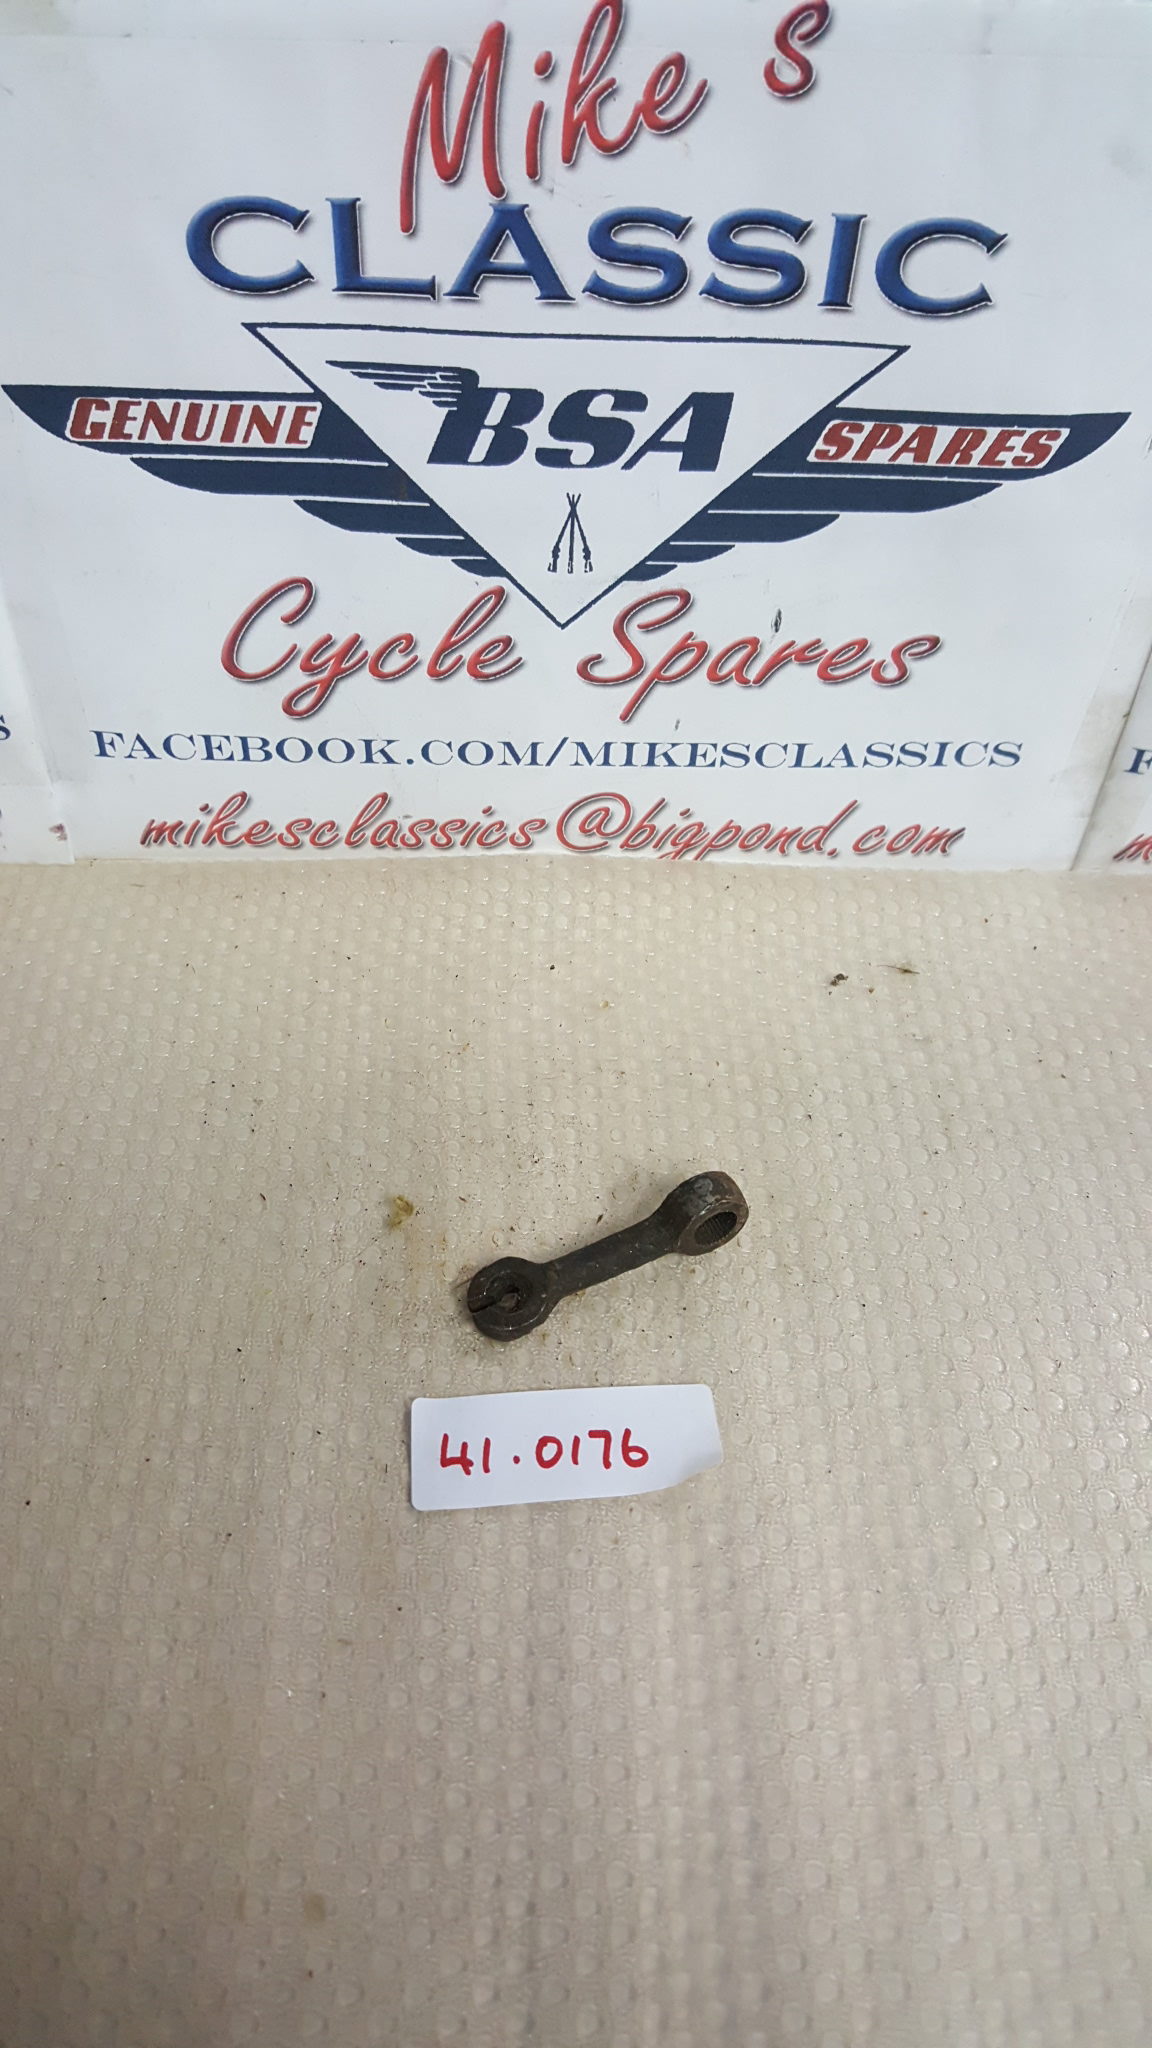 Mike's
CLASSIC
GENUINE BSA SPARES
Cycle Spares
FACEBOOK.COM/MIKESCLASSICS
mikesclassics@bigpond.com
41.0176